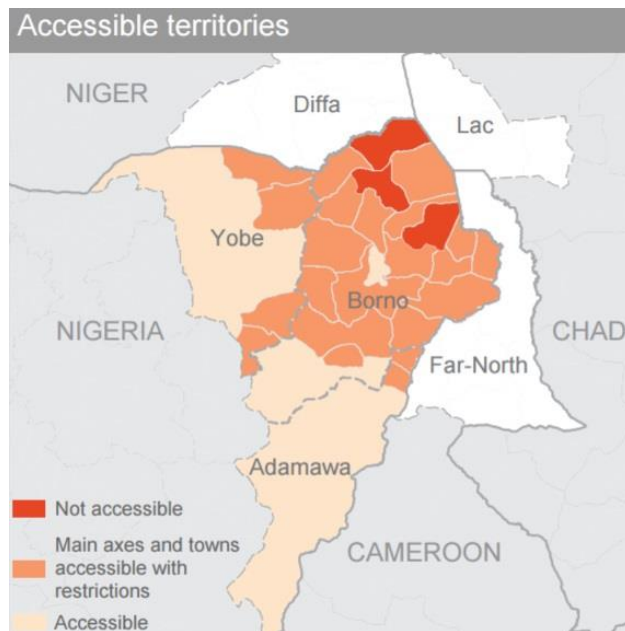 Accessible territories
NIGER
Diffa
Lac
Yobe
Borno
NIGERIA
CHAD
Far-North
Adamawa
CAMEROON
Not accessible
Main axes and towns
accessible with
restrictions
Accessible